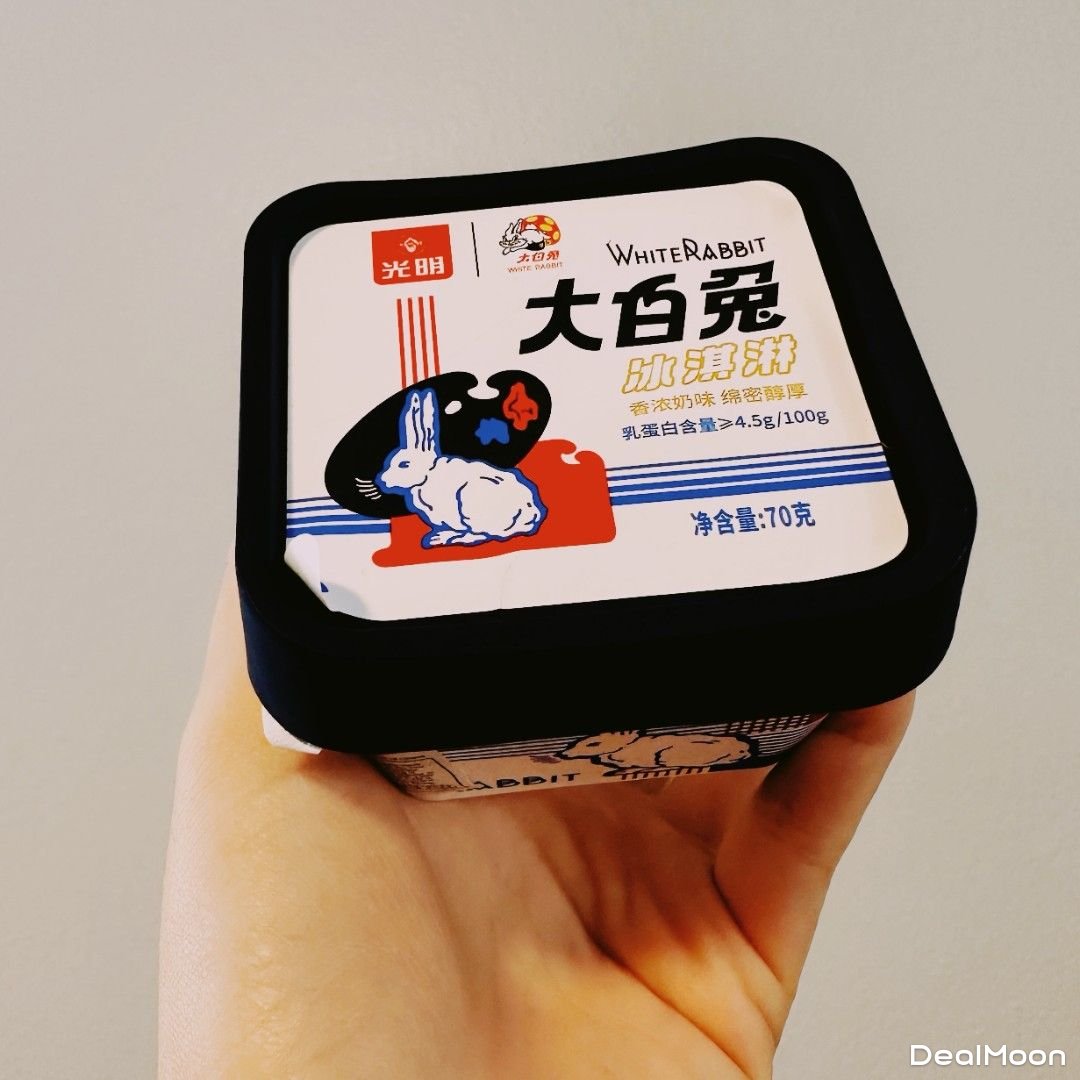 光明
大白兔
WHITE RABBIT
WHITERABBIT
大白兔
冰淇淋
香浓奶味 绵密醇厚
乳蛋白含量≥4.5g/100g
净含量:70克
ABBIT
DealMoon